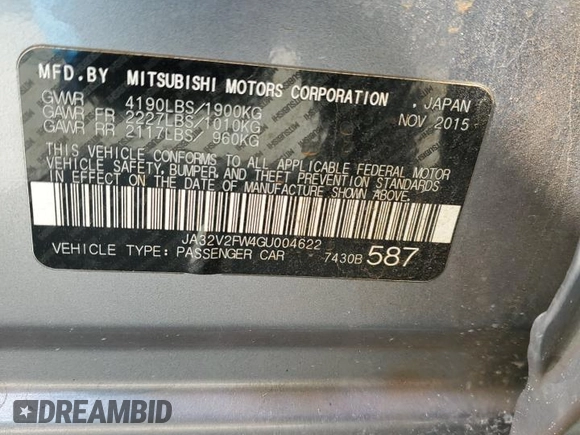 MFD.BY MITSUBISHI MOTORS CORPORATION , JAPAN
GVWR 4190LBS/1900KG NOV 2015
GAWR FR 2227LBS/1010KG
GAWR RR 2117LBS/ 960KG
THIS VEHICLE CONFORMS TO ALL APPLICABLE FEDERAL MOTOR
VEHICLE SAFETY, BUMPER, AND THEFT PREVENTION STANDARDS
IN EFFECT ON THE DATE OF MANUFACTURE SHOWN ABOVE.
JA32V2FW4GU004622
VEHICLE TYPE: PASSENGER CAR 7430B 587
DREAMBID